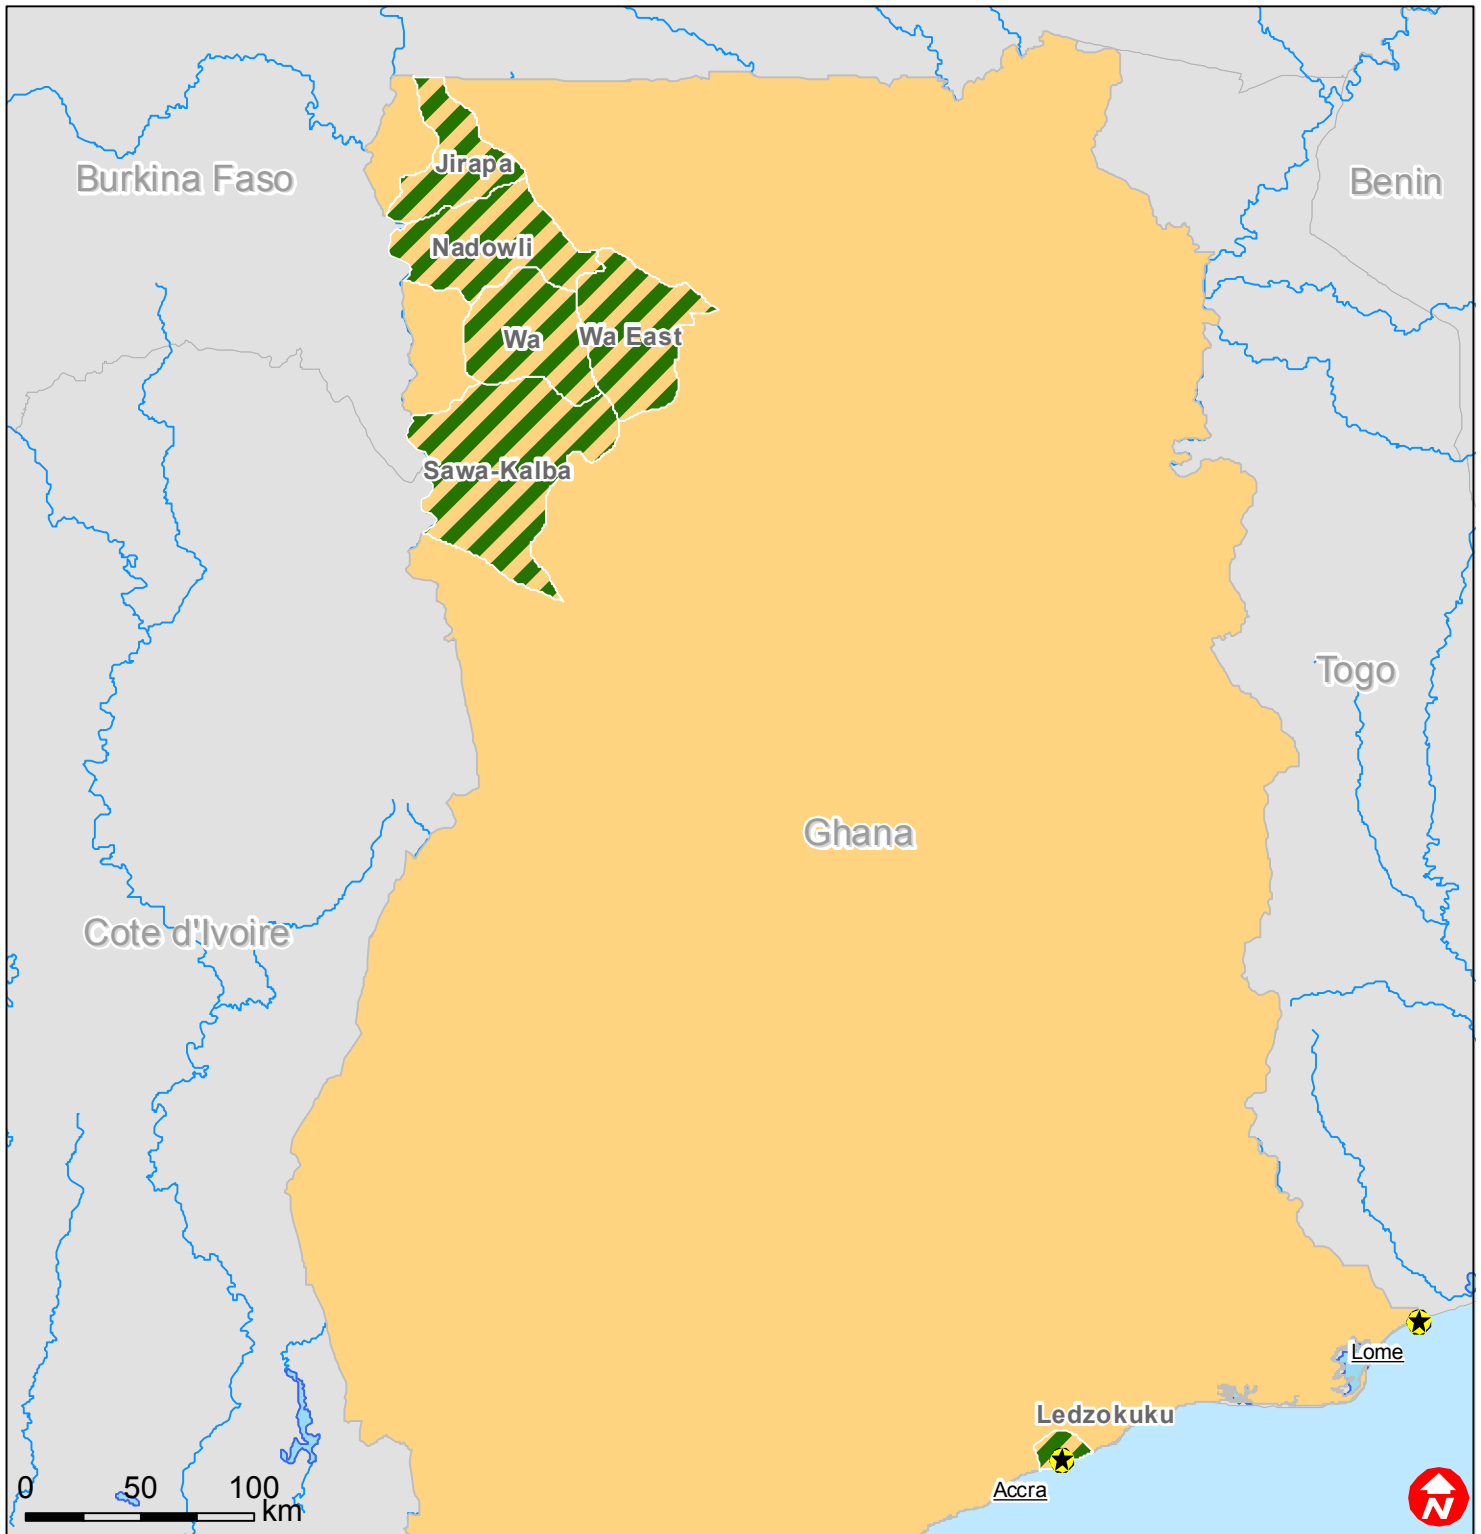 Jirapa
Burkina Faso
Benin
Nadowli
Wa
Wa East
Sawa-Kalba
Togo
Ghana
Cote d'Ivoire
Lome
Ledzokuku
Accra
0 50 100
km
N